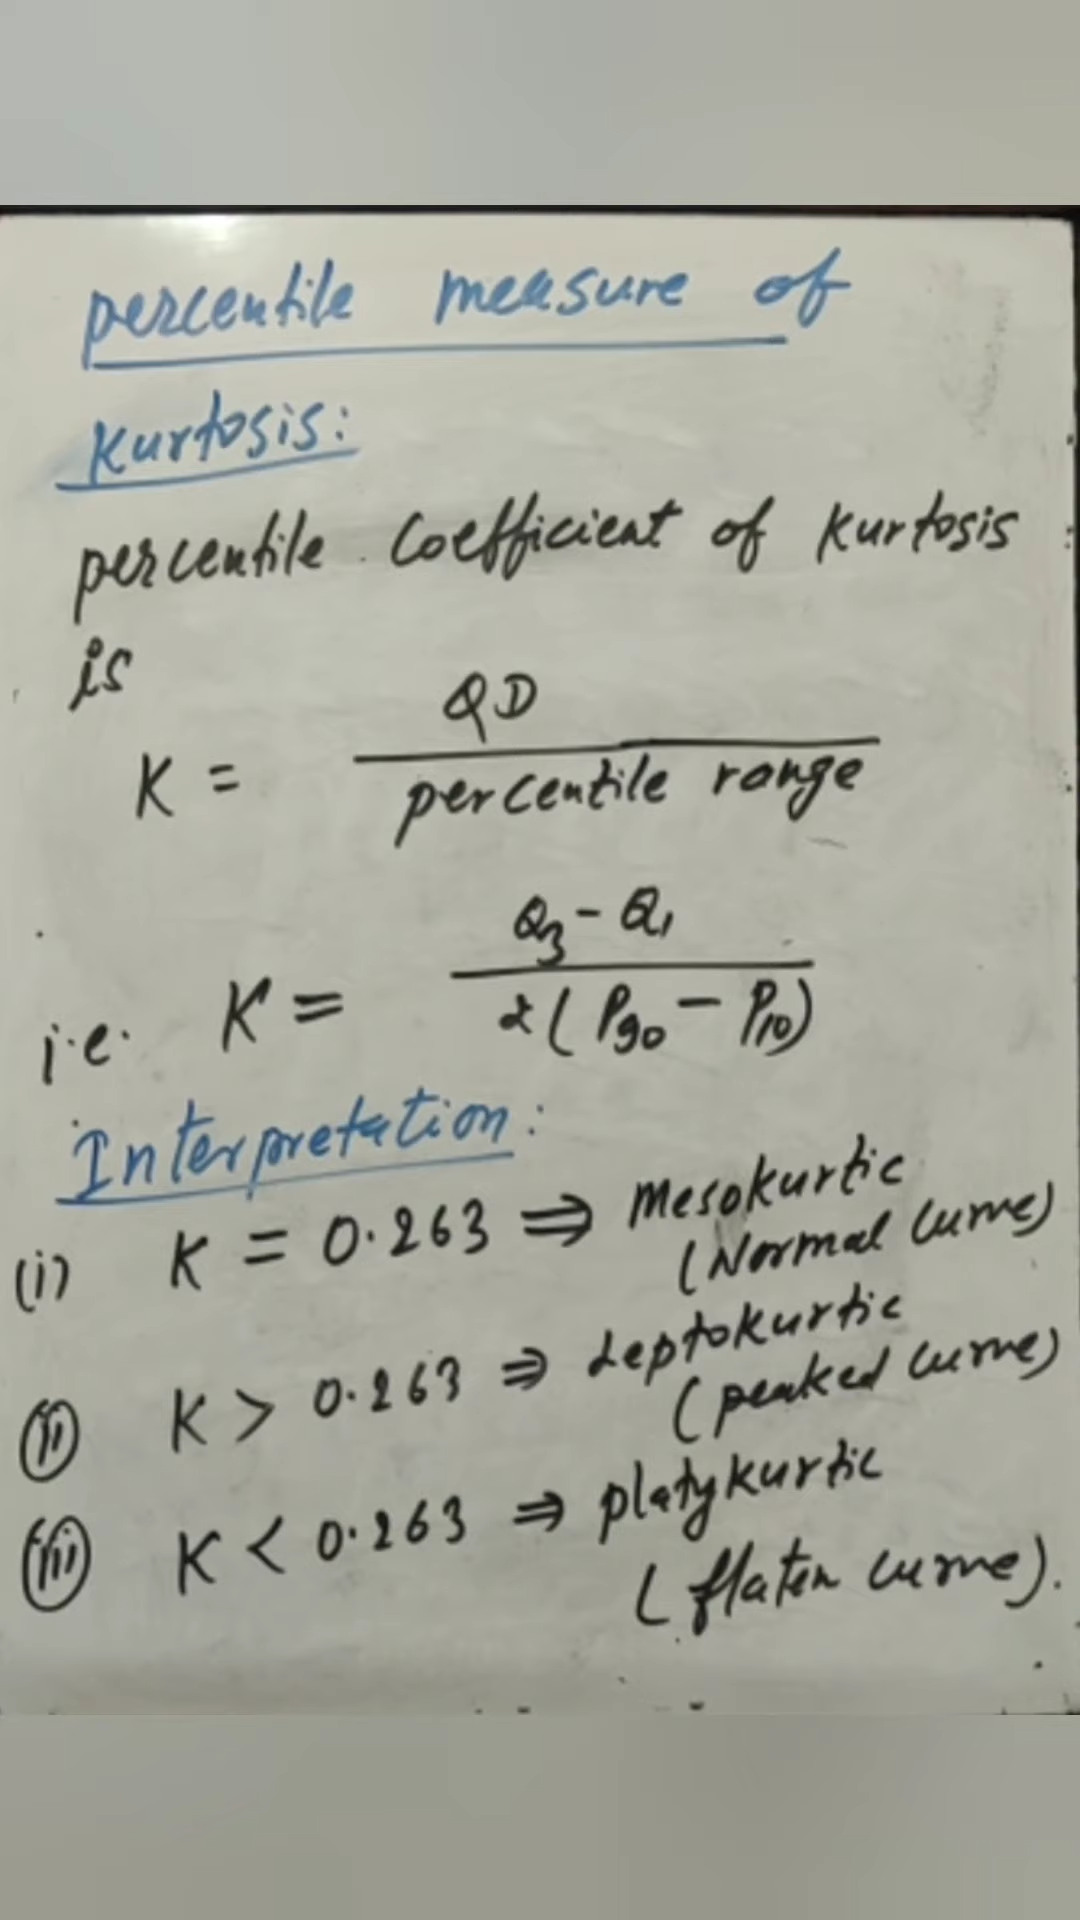 percentile measure of
Kurtosis:
percentile coefficient of Kurtosis
is
K = QD
percentile range
i.e. K = Q3 - Q1
2(P90 - P10)
Interpretation:
(i) K = 0.263 ⇒ Mesokurtic
(Normal curve)
(ii) K > 0.263 ⇒ Leptokurtic
(peaked curve)
(iii) K < 0.263 ⇒ platykurtic
(flaten curve).